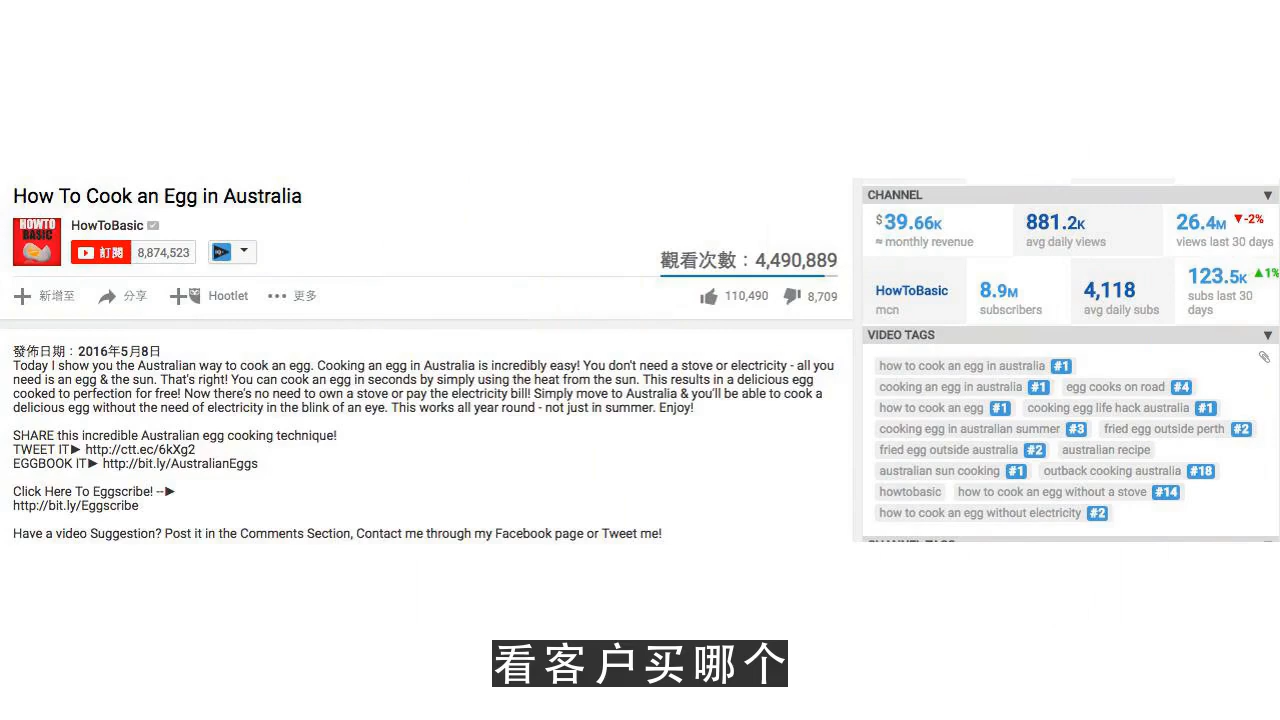 How To Cook an Egg in Australia
HOWTO
BASIC
HowToBasic
訂閱 8,874,523
觀看次數：4,490,889
新增至 分享 Hootlet 更多
110,490 8,709
發佈日期：2016年5月8日
Today I show you the Australian way to cook an egg. Cooking an egg in Australia is incredibly easy! You don't need a stove or electricity - all you
need is an egg & the sun. That's right! You can cook an egg in seconds by simply using the heat from the sun. This results in a delicious egg
cooked to perfection for free! Now there's no need to own a stove or pay the electricity bill! Simply move to Australia & you'll be able to cook a
delicious egg without the need of electricity in the blink of an eye. This works all year round - not just in summer. Enjoy!
SHARE this incredible Australian egg cooking technique!
TWEET IT► http://ctt.ec/6kXg2
EGGBOOK IT► http://bit.ly/AustralianEggs
Click Here To Eggscribe! --►
http://bit.ly/Eggscribe
Have a video Suggestion? Post it in the Comments Section, Contact me through my Facebook page or Tweet me!
CHANNEL ▼
$39.66K 881.2K 26.4M ▼-2%
≈ monthly revenue avg daily views views last 30 days
HowToBasic 8.9M 4,118 123.5K ▲1%
mcn subscribers avg daily subs subs last 30
days
VIDEO TAGS ▼
how to cook an egg in australia #1
cooking an egg in australia #1 egg cooks on road #4
how to cook an egg #1 cooking egg life hack australia #1
cooking egg in australian summer #3 fried egg outside perth #2
fried egg outside australia #2 australian recipe
australian sun cooking #1 outback cooking australia #18
howtobasic how to cook an egg without a stove #14
how to cook an egg without electricity #2
CHANNEL TAGS
看客户买哪个